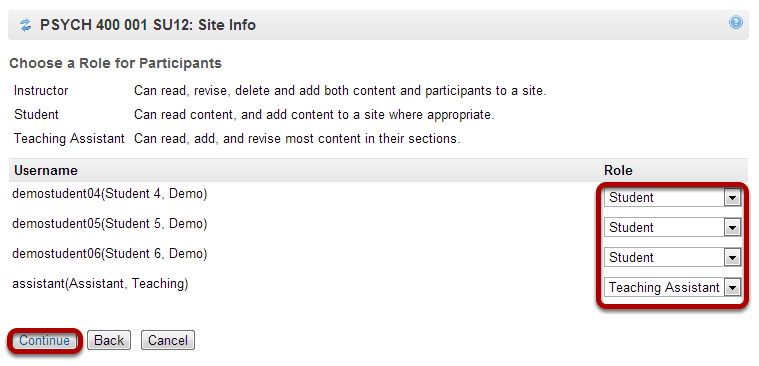 PSYCH 400 001 SU12: Site Info
Choose a Role for Participants
Instructor Can read, revise, delete and add both content and participants to a site.
Student Can read content, and add content to a site where appropriate.
Teaching Assistant Can read, add, and revise most content in their sections.
Username Role
demostudent04(Student 4, Demo) Student
demostudent05(Student 5, Demo) Student
demostudent06(Student 6, Demo) Student
assistant(Assistant, Teaching) Teaching Assistant
Continue Back Cancel